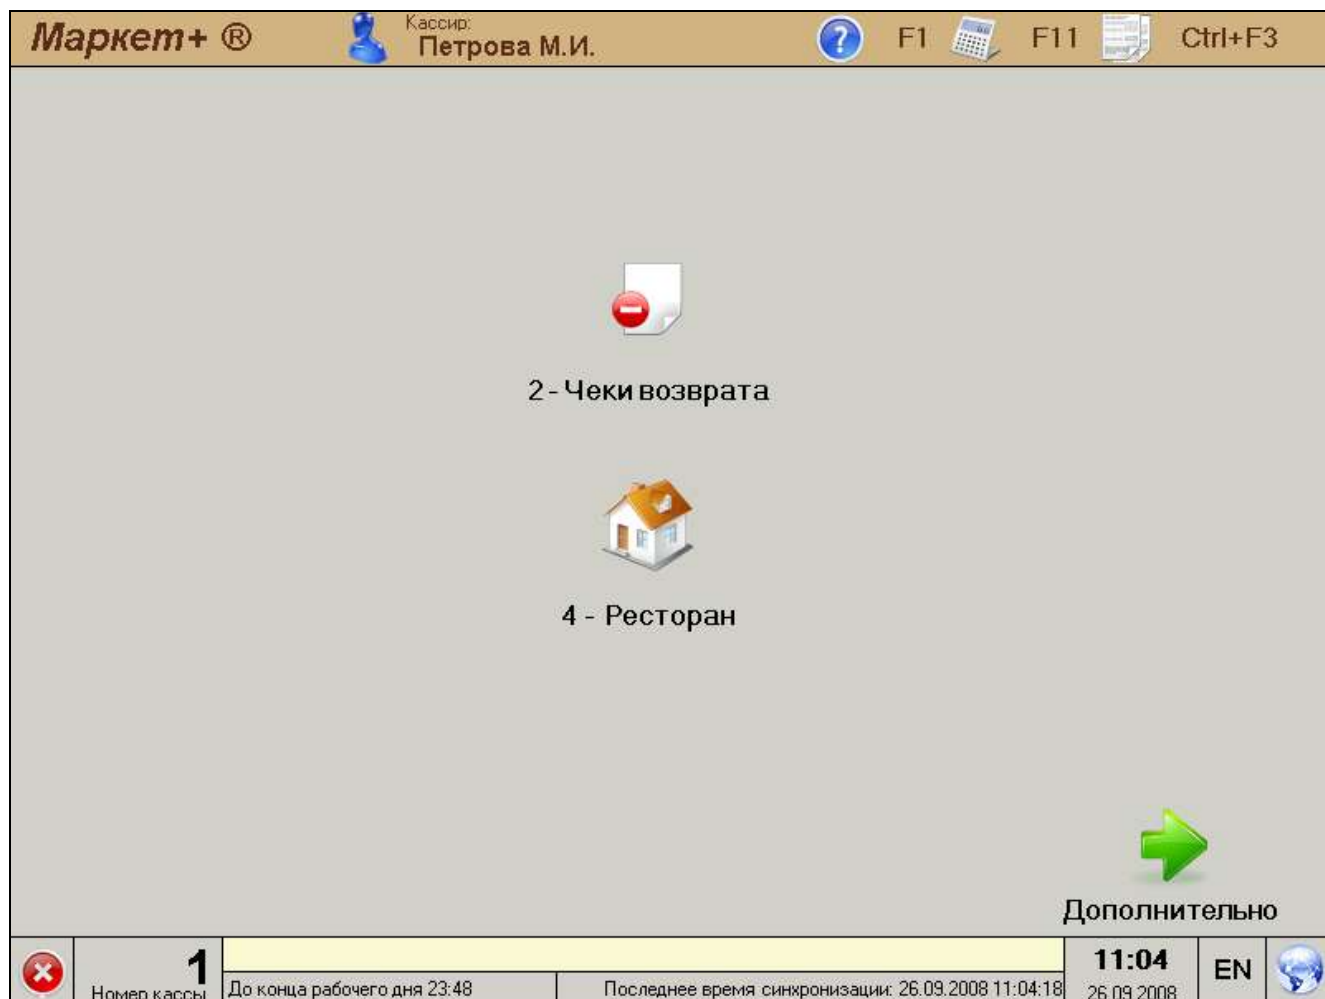 Маркет+ ®
Кассир:
Петрова М.И.
F1
F11
Ctrl+F3
2 - Чеки возврата
4 - Ресторан
Дополнительно
1
Номер кассы
До конца рабочего дня 23:48
Последнее время синхронизации: 26.09.2008 11:04:18
11:04
26.09.2008
EN